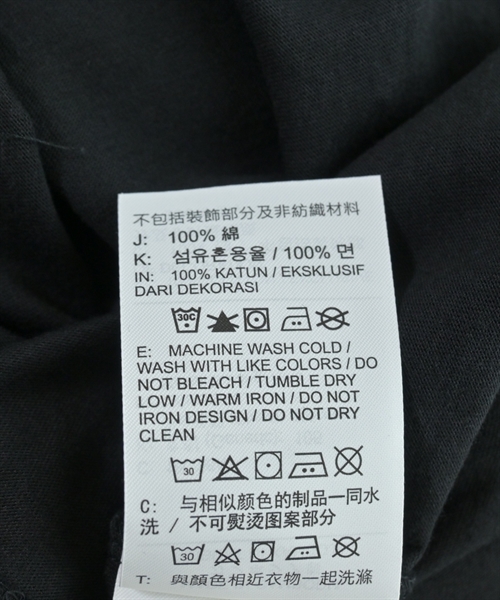 不包括裝飾部分及非紡織材料
J: 100% 綿
K: 섬유혼용율 / 100% 면
IN: 100% KATUN / EKSKLUSIF
DARI DEKORASI
30C
E: MACHINE WASH COLD /
WASH WITH LIKE COLORS / DO
NOT BLEACH / TUMBLE DRY
LOW / WARM IRON / DO NOT
IRON DESIGN / DO NOT DRY
CLEAN
30
C: 与相似颜色的制品一同水
洗 / 不可熨烫图案部分
30
T: 與顏色相近衣物一起洗滌